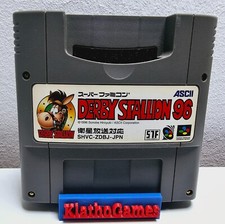 スーパーファミコン
ASCII
DERBY STALLION 96
衛星放送対応
SHVC-ZDBJ-JPN
STF
KlathoGames